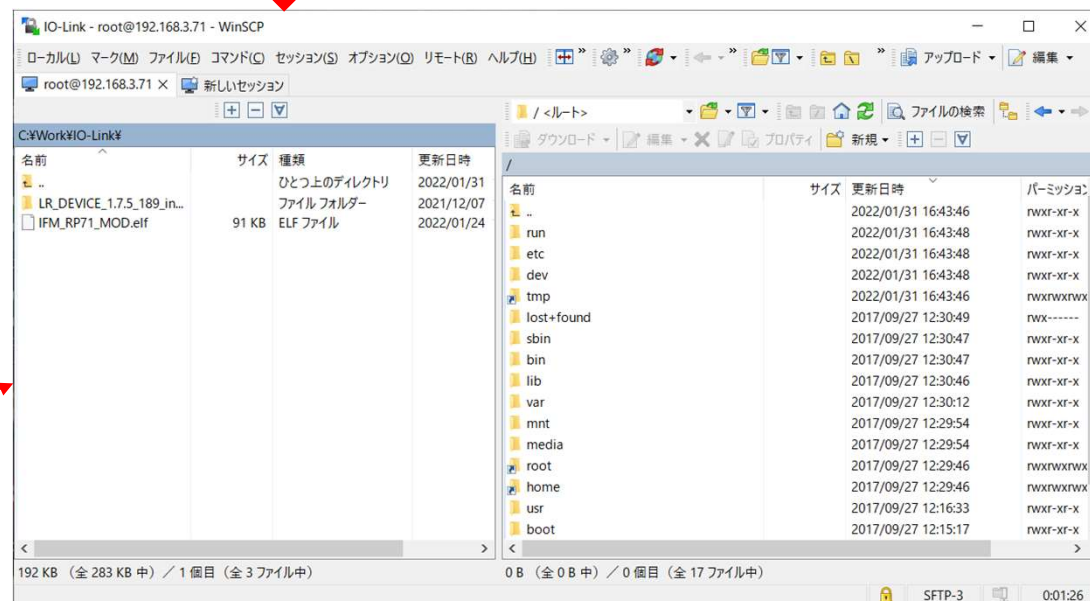 IO-Link - root@192.168.3.71 - WinSCP
ローカル(L) マーク(M) ファイル(F) コマンド(C) セッション(S) オプション(O) リモート(R) ヘルプ(H) アップロード 編集
root@192.168.3.71 × 新しいセッション
/ <ルート> ファイルの検索
C:¥Work¥IO-Link¥
ダウンロード 編集 プロパティ 新規
/
名前 サイズ 種類 更新日時
.. ひとつ上のディレクトリ 2022/01/31
LR_DEVICE_1.7.5_189_in... ファイル フォルダー 2021/12/07
IFM_RP71_MOD.elf 91 KB ELF ファイル 2022/01/24
名前 サイズ 更新日時 パーミッション
.. 2022/01/31 16:43:46 rwxr-xr-x
run 2022/01/31 16:43:48 rwxr-xr-x
etc 2022/01/31 16:43:48 rwxr-xr-x
dev 2022/01/31 16:43:48 rwxr-xr-x
tmp 2022/01/31 16:43:46 rwxrwxrwx
lost+found 2017/09/27 12:30:49 rwx------
sbin 2017/09/27 12:30:47 rwxr-xr-x
bin 2017/09/27 12:30:47 rwxr-xr-x
lib 2017/09/27 12:30:46 rwxr-xr-x
var 2017/09/27 12:30:12 rwxr-xr-x
mnt 2017/09/27 12:29:54 rwxr-xr-x
media 2017/09/27 12:29:54 rwxr-xr-x
root 2017/09/27 12:29:46 rwxrwxrwx
home 2017/09/27 12:29:46 rwxrwxrwx
usr 2017/09/27 12:16:33 rwxr-xr-x
boot 2017/09/27 12:15:17 rwxr-xr-x
192 KB （全 283 KB 中）／ 1 個目（全 3 ファイル中）
0 B （全 0 B 中）／ 0 個目（全 17 ファイル中）
SFTP-3 0:01:26